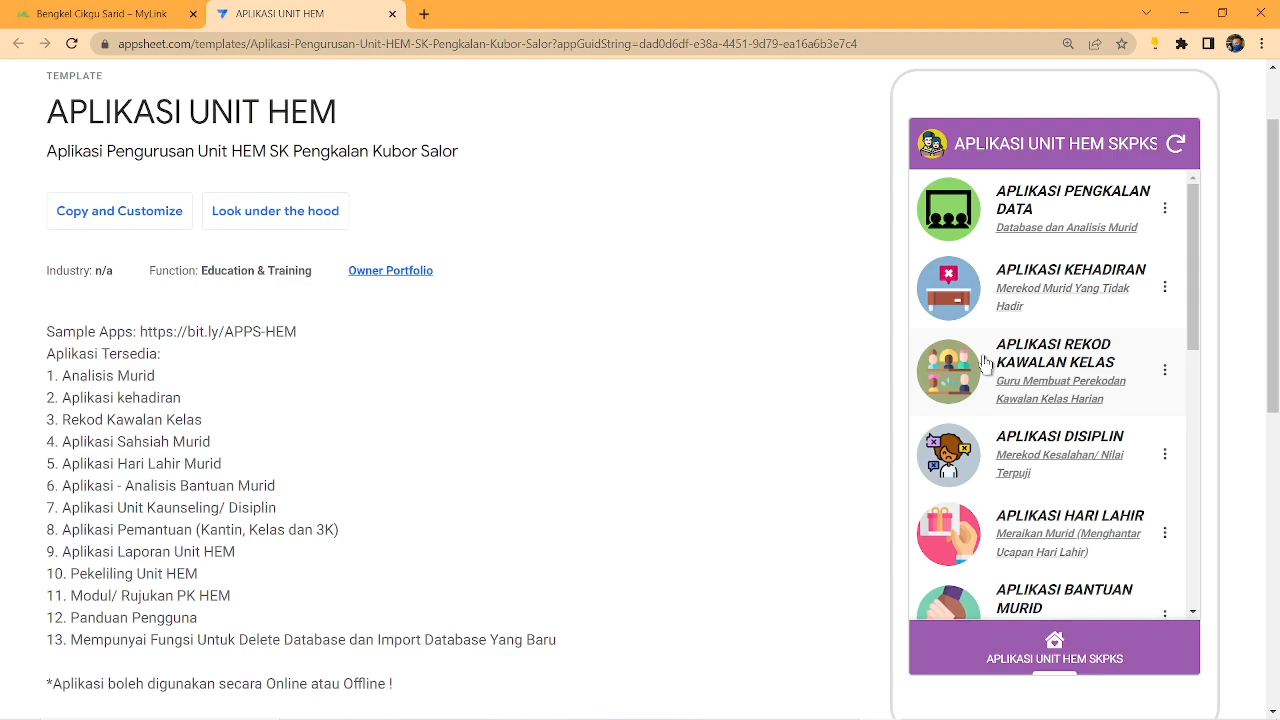 Bengkel Cikgu Sarid – MyLink
APLIKASI UNIT HEM
appsheet.com/templates/Aplikasi-Pengurusan-Unit-HEM-SK-Pengkalan-Kubor-Salor?appGuidString=dad0d6df-e38a-4451-9d79-ea16a6b3e7c4
TEMPLATE
APLIKASI UNIT HEM
Aplikasi Pengurusan Unit HEM SK Pengkalan Kubor Salor
Copy and Customize
Look under the hood
Industry: n/a
Function: Education & Training
Owner Portfolio
Sample Apps: https://bit.ly/APPS-HEM
Aplikasi Tersedia:
1. Analisis Murid
2. Aplikasi kehadiran
3. Rekod Kawalan Kelas
4. Aplikasi Sahsiah Murid
5. Aplikasi Hari Lahir Murid
6. Aplikasi - Analisis Bantuan Murid
7. Aplikasi Unit Kaunseling/ Disiplin
8. Aplikasi Pemantuan (Kantin, Kelas dan 3K)
9. Aplikasi Laporan Unit HEM
10. Pekeliling Unit HEM
11. Modul/ Rujukan PK HEM
12. Panduan Pengguna
13. Mempunyai Fungsi Untuk Delete Database dan Import Database Yang Baru
*Aplikasi boleh digunakan secara Online atau Offline !
APLIKASI UNIT HEM SKPKS
APLIKASI PENGKALAN
DATA
Database dan Analisis Murid
APLIKASI KEHADIRAN
Merekod Murid Yang Tidak
Hadir
APLIKASI REKOD
KAWALAN KELAS
Guru Membuat Perekodan
Kawalan Kelas Harian
APLIKASI DISIPLIN
Merekod Kesalahan/ Nilai
Terpuji
APLIKASI HARI LAHIR
Meraikan Murid (Menghantar
Ucapan Hari Lahir)
APLIKASI BANTUAN
MURID
APLIKASI UNIT HEM SKPKS